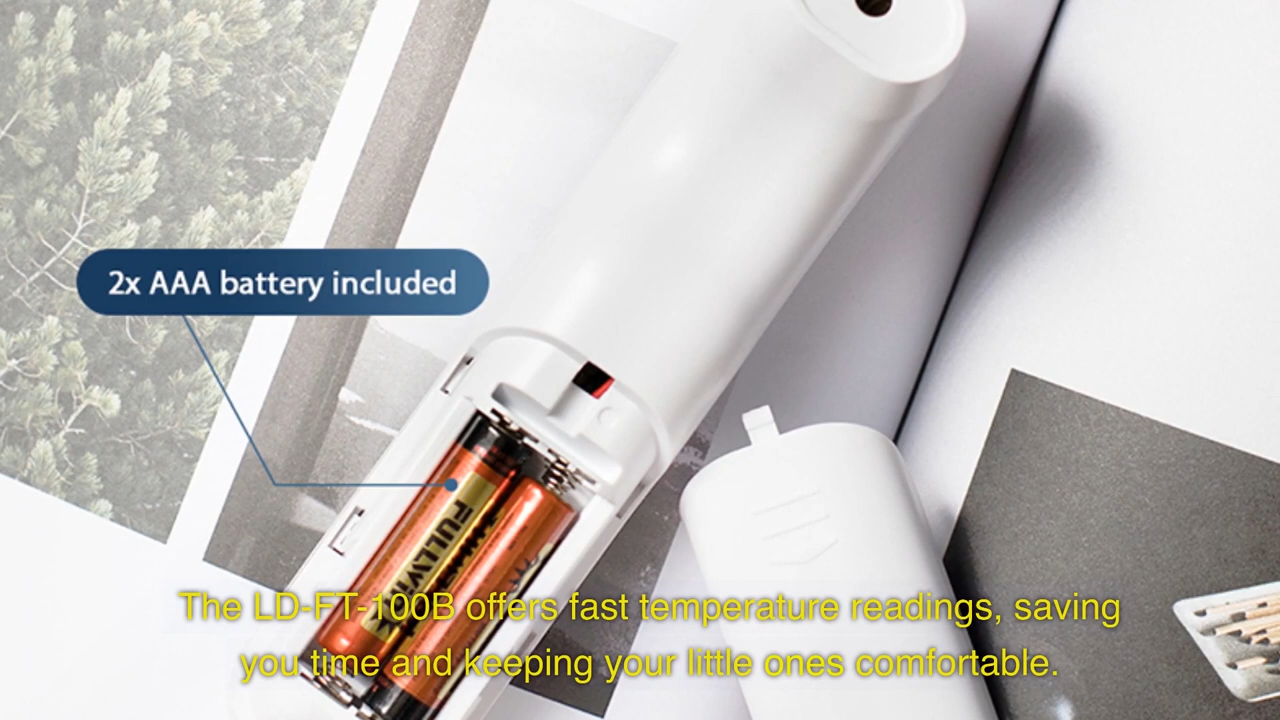 2x AAA battery included
The LD-FT-100B offers fast temperature readings, saving
you time and keeping your little ones comfortable.